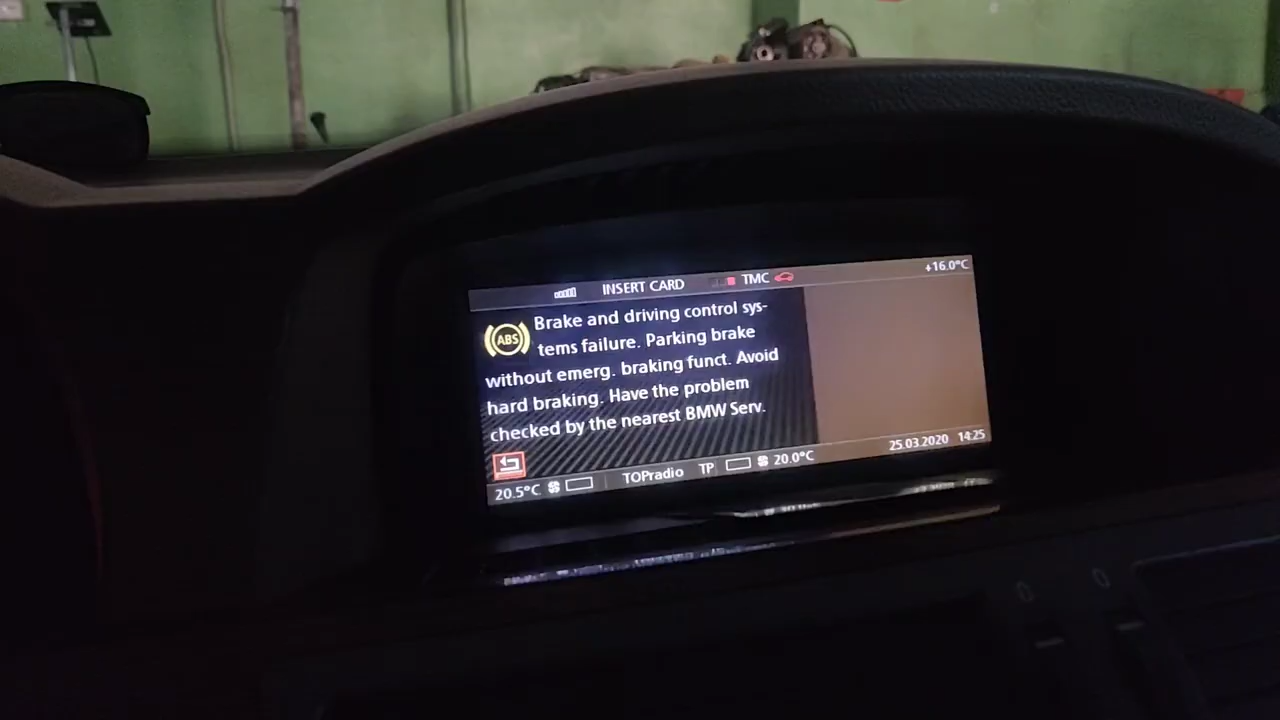 INSERT CARD TMC +16.0°C
ABS
Brake and driving control sys-
tems failure. Parking brake
without emerg. braking funct. Avoid
hard braking. Have the problem
checked by the nearest BMW Serv.
25.03.2020 14:25
20.5°C TOPradio TP 20.0°C
0 0